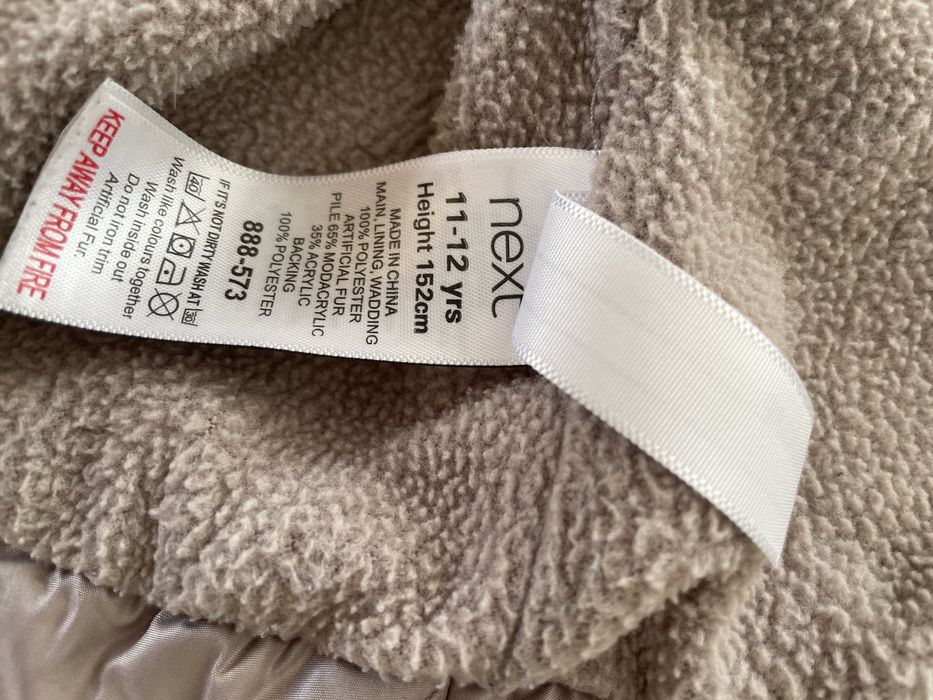 next
11-12 yrs
Height 152cm
MADE IN CHINA
MAIN, LINING, WADDING
100% POLYESTER
ARTIFICIAL FUR
PILE 65% MODACRYLIC
35% ACRYLIC
BACKING
100% POLYESTER
888-573
IF IT'S NOT DIRTY WASH AT 30
40
Wash like colours together
Wash inside out
Do not iron trim
Artificial Fur.
KEEP AWAY FROM FIRE